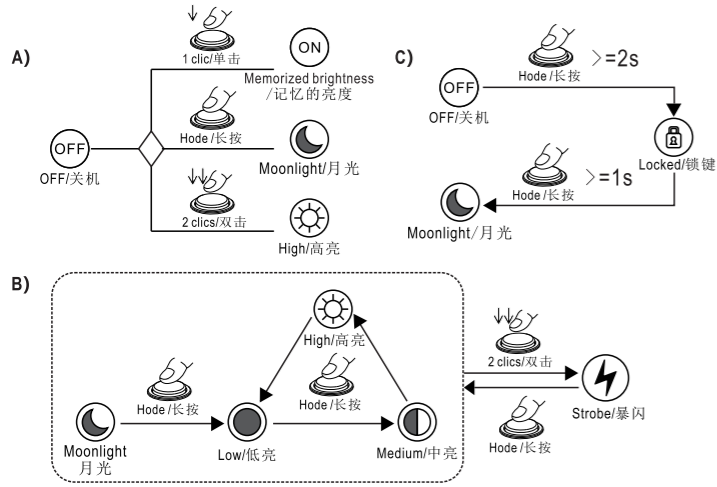 A)
1 clic/单击
ON
Memorized brightness
/记忆的亮度
Hode/长按
OFF
OFF/关机
Moonlight/月光
2 clics/双击
High/高亮
C)
Hode/长按
>=2s
OFF
OFF/关机
Locked/锁键
Hode/长按
>=1s
Moonlight/月光
B)
High/高亮
Hode/长按
Hode/长按
Moonlight
月光
Low/低亮
Medium/中亮
2 clics/双击
Strobe/暴闪
Hode/长按